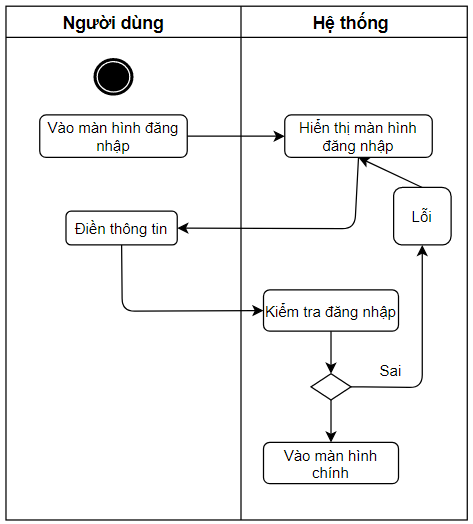 Người dùng
Hệ thống
Vào màn hình đăng
nhập
Hiển thị màn hình
đăng nhập
Lỗi
Điền thông tin
Kiểm tra đăng nhập
Sai
Vào màn hình
chính